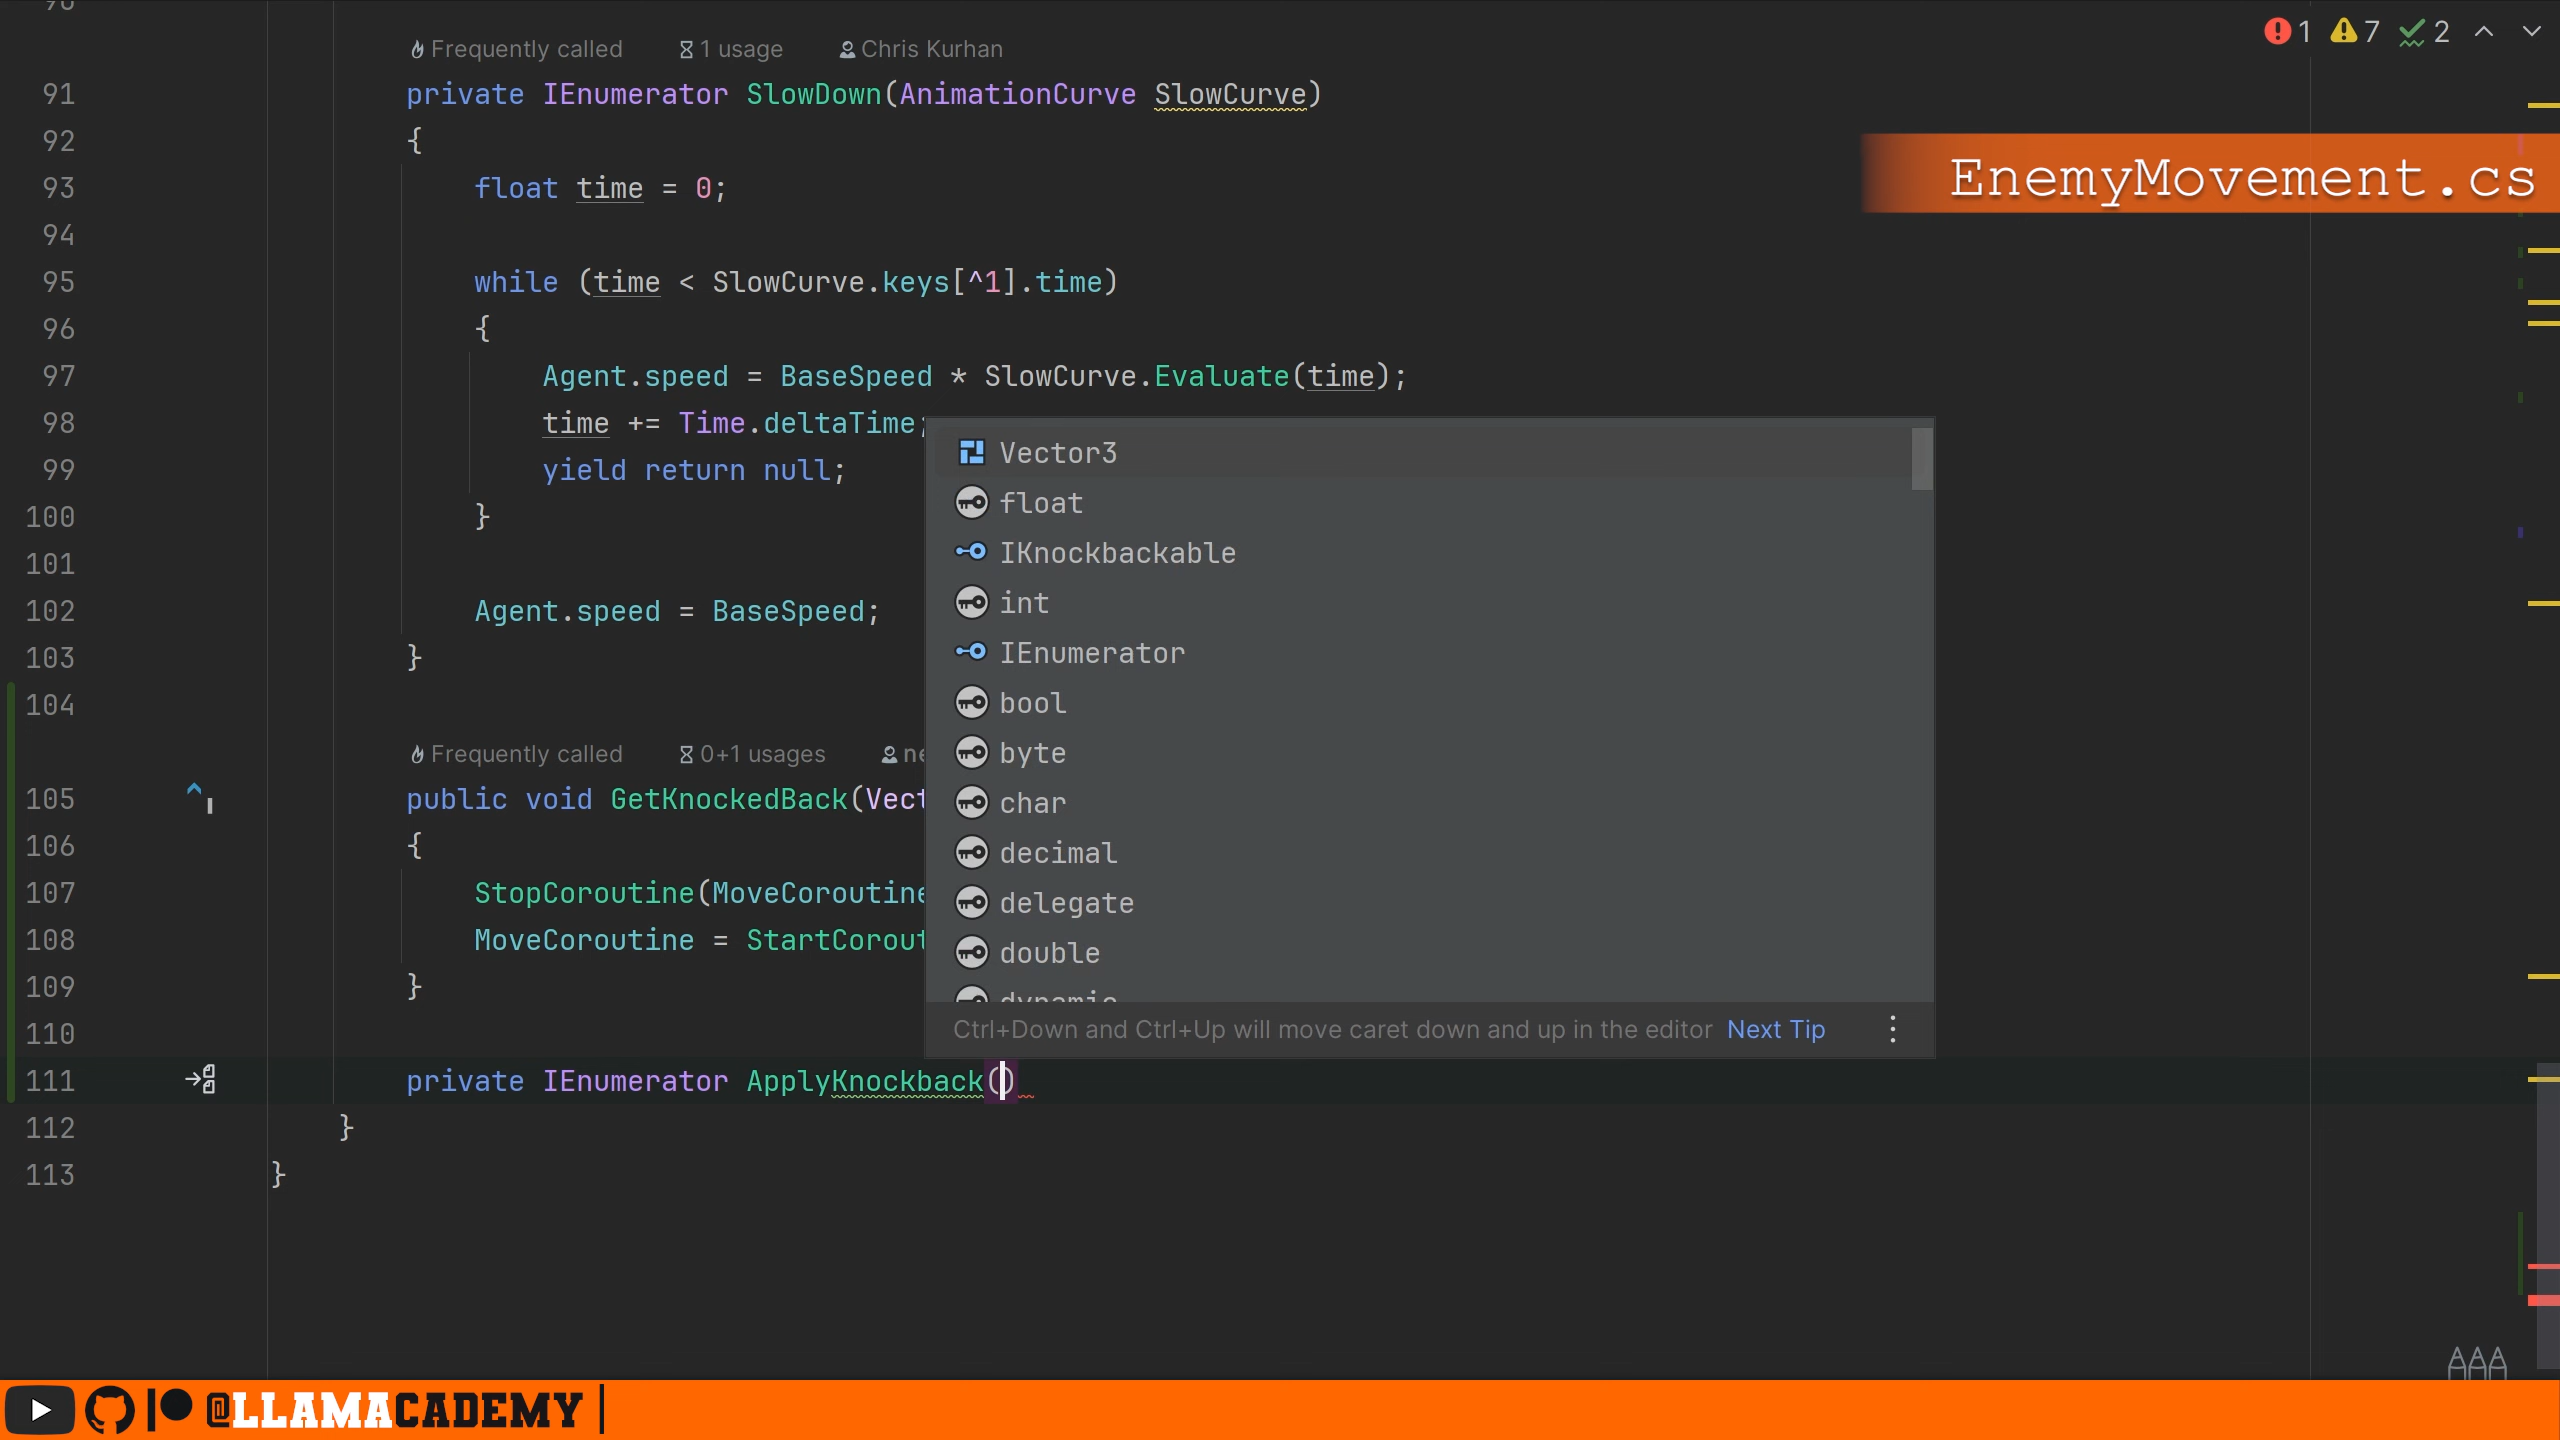 Frequently called 1 usage Chris Kurhan
1 7 2
91 private IEnumerator SlowDown(AnimationCurve SlowCurve)
92 {
EnemyMovement.cs
93 float time = 0;
94
95 while (time < SlowCurve.keys[^1].time)
96 {
97 Agent.speed = BaseSpeed * SlowCurve.Evaluate(time);
98 time += Time.deltaTime;
99 yield return null;
100 }
101
102 Agent.speed = BaseSpeed;
103 }
104
Frequently called 0+1 usages
105 public void GetKnockedBack(Vect
106 {
107 StopCoroutine(MoveCoroutine
108 MoveCoroutine = StartCorout
109 }
110
Vector3
float
IKnockbackable
int
IEnumerator
bool
byte
char
decimal
delegate
double
dynamic
Ctrl+Down and Ctrl+Up will move caret down and up in the editor Next Tip
111 private IEnumerator ApplyKnockback()
112 }
113 }
@LLAMACADEMY